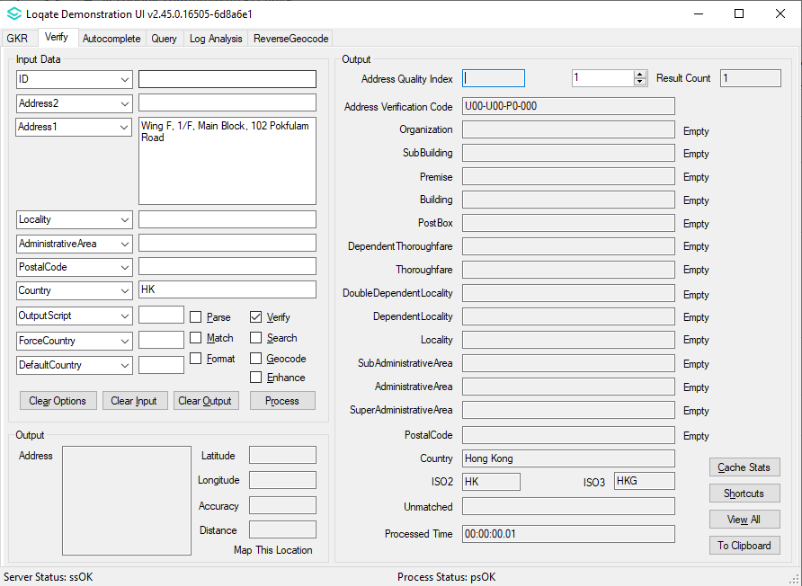 Loqate Demonstration UI v2.45.0.16505-6d8a6e1
GKR Verify Autocomplete Query Log Analysis ReverseGeocode
Input Data
ID
Address2
Address1 Wing F, 1/F, Main Block, 102 Pokfulam
Road
Locality
AdministrativeArea
PostalCode
Country HK
OutputScript Parse Verify
Match Search
ForceCountry
Format Geocode
DefaultCountry
Enhance
Clear Options Clear Input Clear Output Process
Output
Address Latitude
Longitude
Accuracy
Distance
Map This Location
Output
Address Quality Index 1 Result Count 1
Address Verification Code U00-U00-P0-000
Organization Empty
SubBuilding Empty
Premise Empty
Building Empty
PostBox Empty
DependentThoroughfare Empty
Thoroughfare Empty
DoubleDependentLocality Empty
DependentLocality Empty
Locality Empty
SubAdministrativeArea Empty
AdministrativeArea Empty
SuperAdministrativeArea Empty
PostalCode Empty
Country Hong Kong
ISO2 HK ISO3 HKG
Unmatched
Processed Time 00:00:00.01
Cache Stats
Shortcuts
View All
To Clipboard
Server Status: ssOK Process Status: psOK